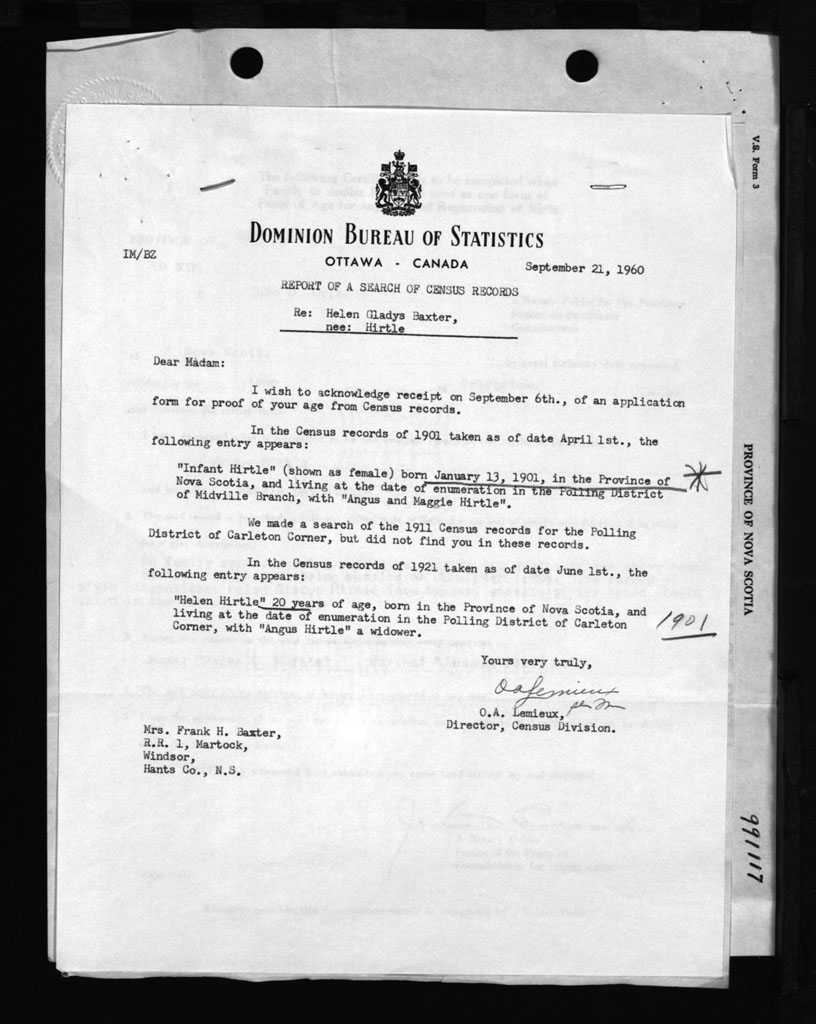 V.S. Form 3
DOMINION BUREAU OF STATISTICS
IM/BZ
OTTAWA - CANADA
September 21, 1960
REPORT OF A SEARCH OF CENSUS RECORDS
Re: Helen Gladys Baxter,
nee: Hirtle
Dear Madam:
I wish to acknowledge receipt on September 6th., of an application
form for proof of your age from Census records.
In the Census records of 1901 taken as of date April 1st., the
following entry appears:
"Infant Hirtle" (shown as female) born January 13, 1901, in the Province of
Nova Scotia, and living at the date of enumeration in the Polling District
of Midville Branch, with "Angus and Maggie Hirtle".
We made a search of the 1911 Census records for the Polling
District of Carleton Corner, but did not find you in these records.
In the Census records of 1921 taken as of date June 1st., the
following entry appears:
"Helen Hirtle" 20 years of age, born in the Province of Nova Scotia, and
living at the date of enumeration in the Polling District of Carleton
Corner, with "Angus Hirtle" a widower.
1901
Yours very truly,
OALemieux
O.A. Lemieux,
Director, Census Division.
Mrs. Frank H. Baxter,
R.R. 1, Martock,
Windsor,
Hants Co., N.S.
PROVINCE OF NOVA SCOTIA
991117